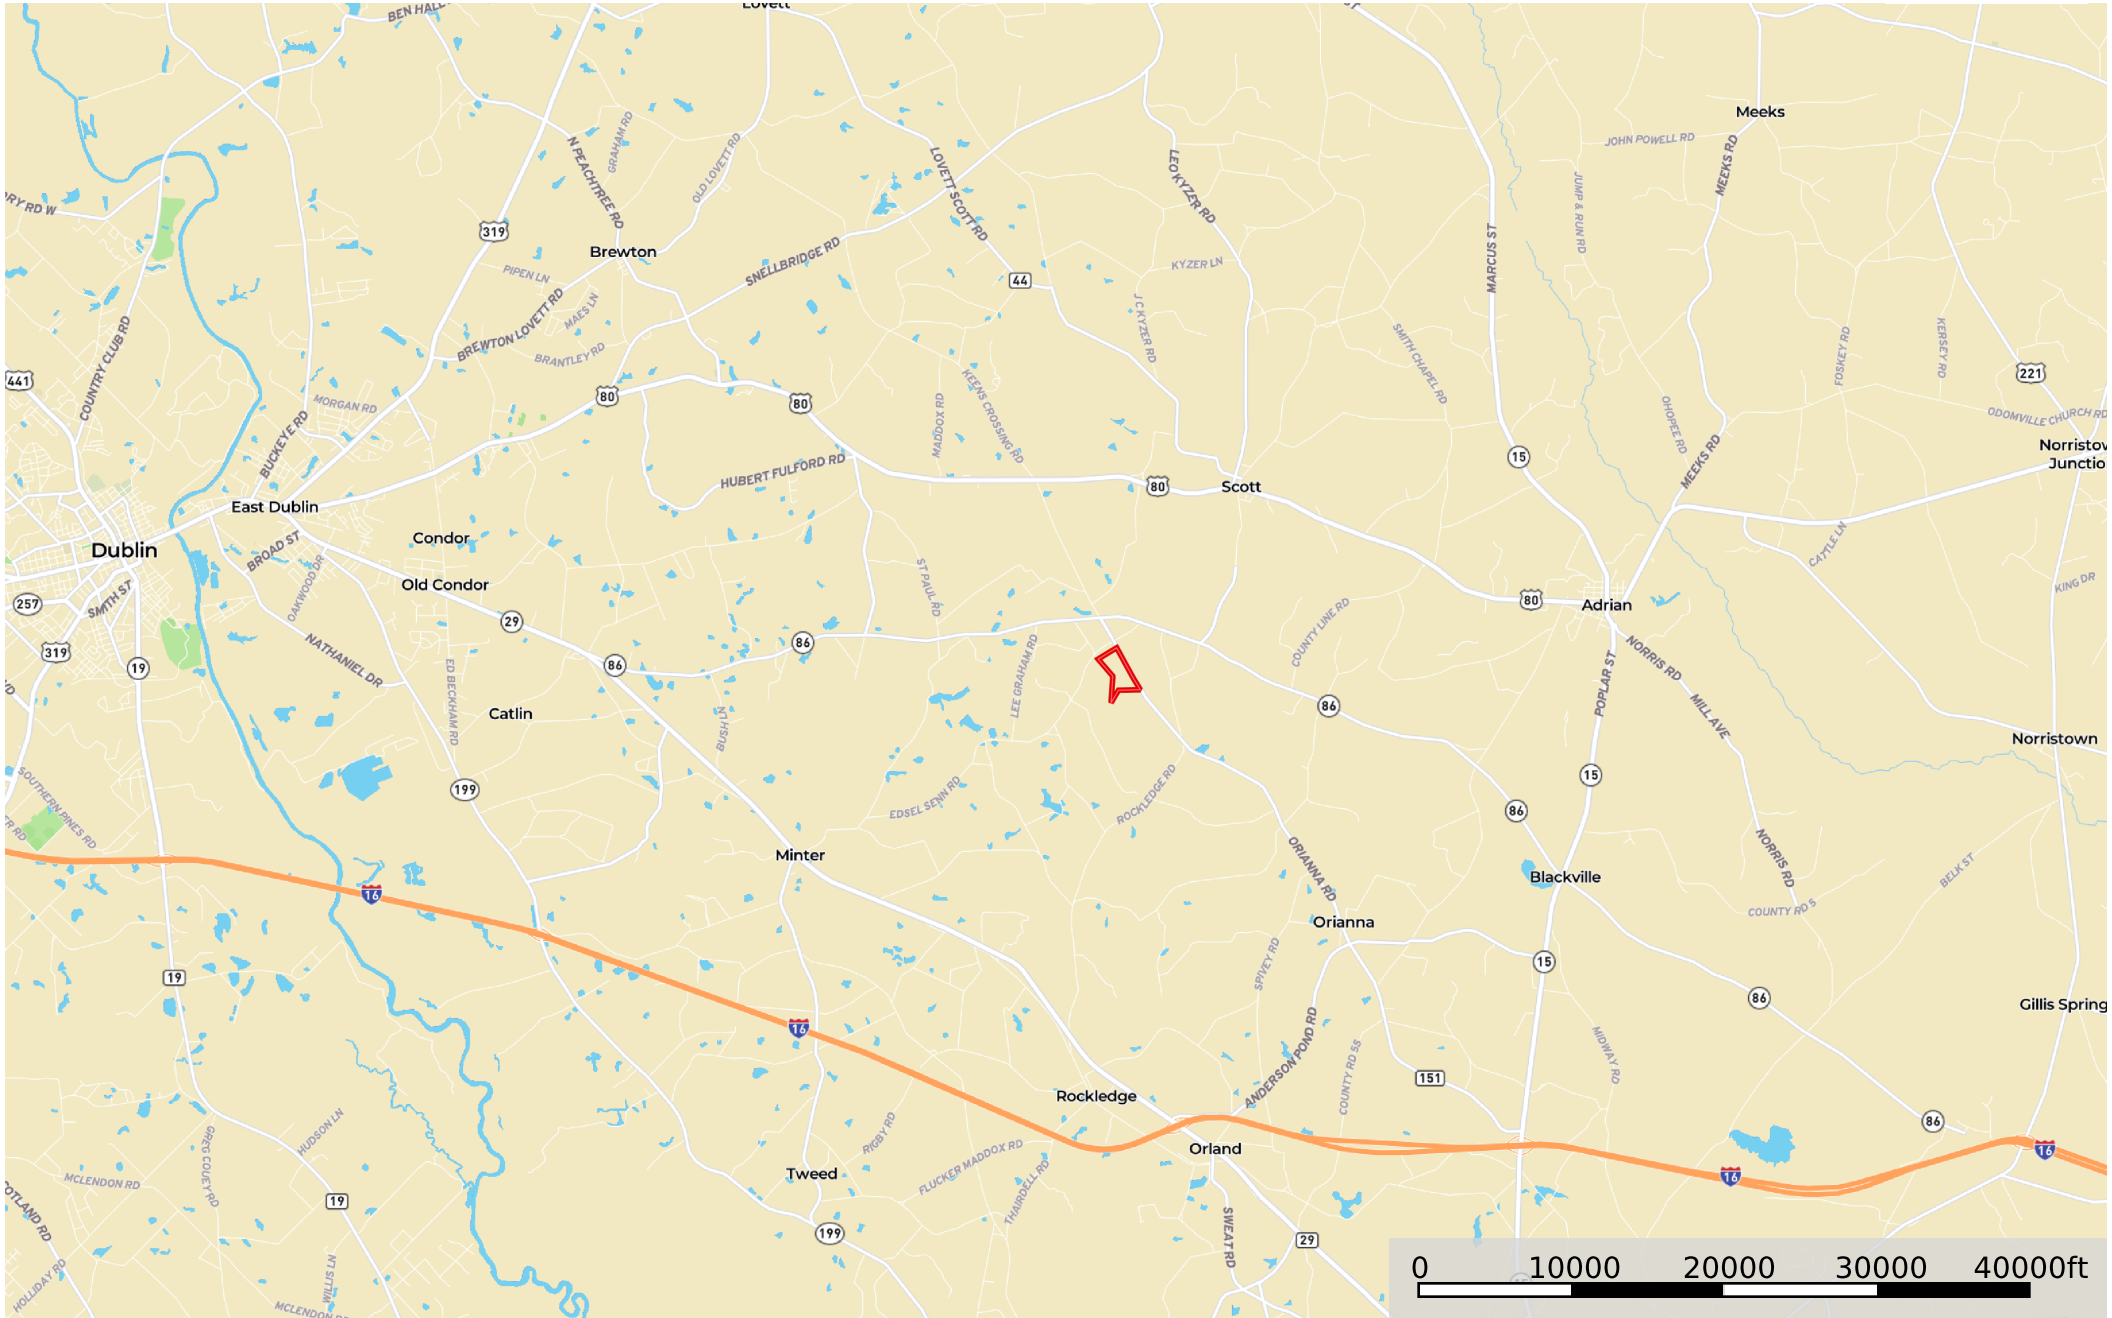 Lovett
BEN HALL
Meeks
JOHN POWELL RD
MEEKS RD
GRAHAM RD
N PEACHTREE RD
OLD LOVETT RD
LOVETT SCOTT RD
LEO KYZER RD
JUMP & RUN RD
RY RD W
319
Brewton
SNELLBRIDGE RD
PIPEN LN
KYZER LN
MARCUS ST
44
BREWTON LOVETT RD
MAES LN
J C KYZER RD
BRANTLEY RD
COUNTRY CLUB RD
SMITH CHAPEL RD
FOSKEY RD
KERSEY RD
441
221
KEENS CROSSING RD
MADDOX RD
80
80
MORGAN RD
OHOPEE RD
ODOMVILLE CHURCH RD
BUCKEYE RD
HUBERT FULFORD RD
15
MEEKS RD
Norristov
Junctio
80
Scott
East Dublin
Condor
BROAD ST
Dublin
CATTLE LN
OAKWOOD DR
Old Condor
ST PAUL RD
KING DR
257
SMITH ST
29
80
Adrian
COUNTY LINE RD
319
19
NATHANIEL DR
86
86
LEE GRAHAM RD
NORRIS RD
POPLAR ST
ED BECKHAM RD
Catlin
BUSH LN
86
MILL AVE
Norristown
199
SOUTHERN PINES RD
ER RD
EDSEL SENN RD
ROCKLEDGE RD
15
86
Minter
ORIANNA RD
NORRIS RD
BELK ST
Blackville
16
COUNTY RD 5
Orianna
SPIVEY RD
15
19
86
Gillis Spring
16
ANDERSON POND RD
COUNTY RD 55
MIDWAY RD
151
Rockledge
86
HUDSON LN
GREG COUEY RD
RIGBY RD
Orland
16
FLUCKER MADDOX RD
16
MCLENDON RD
Tweed
THAIRDELL RD
OTLAND RD
19
199
SWEAT RD
29
HOLLIDAY RD
WILLIS LN
MCLENDON RD
0 10000 20000 30000 40000ft